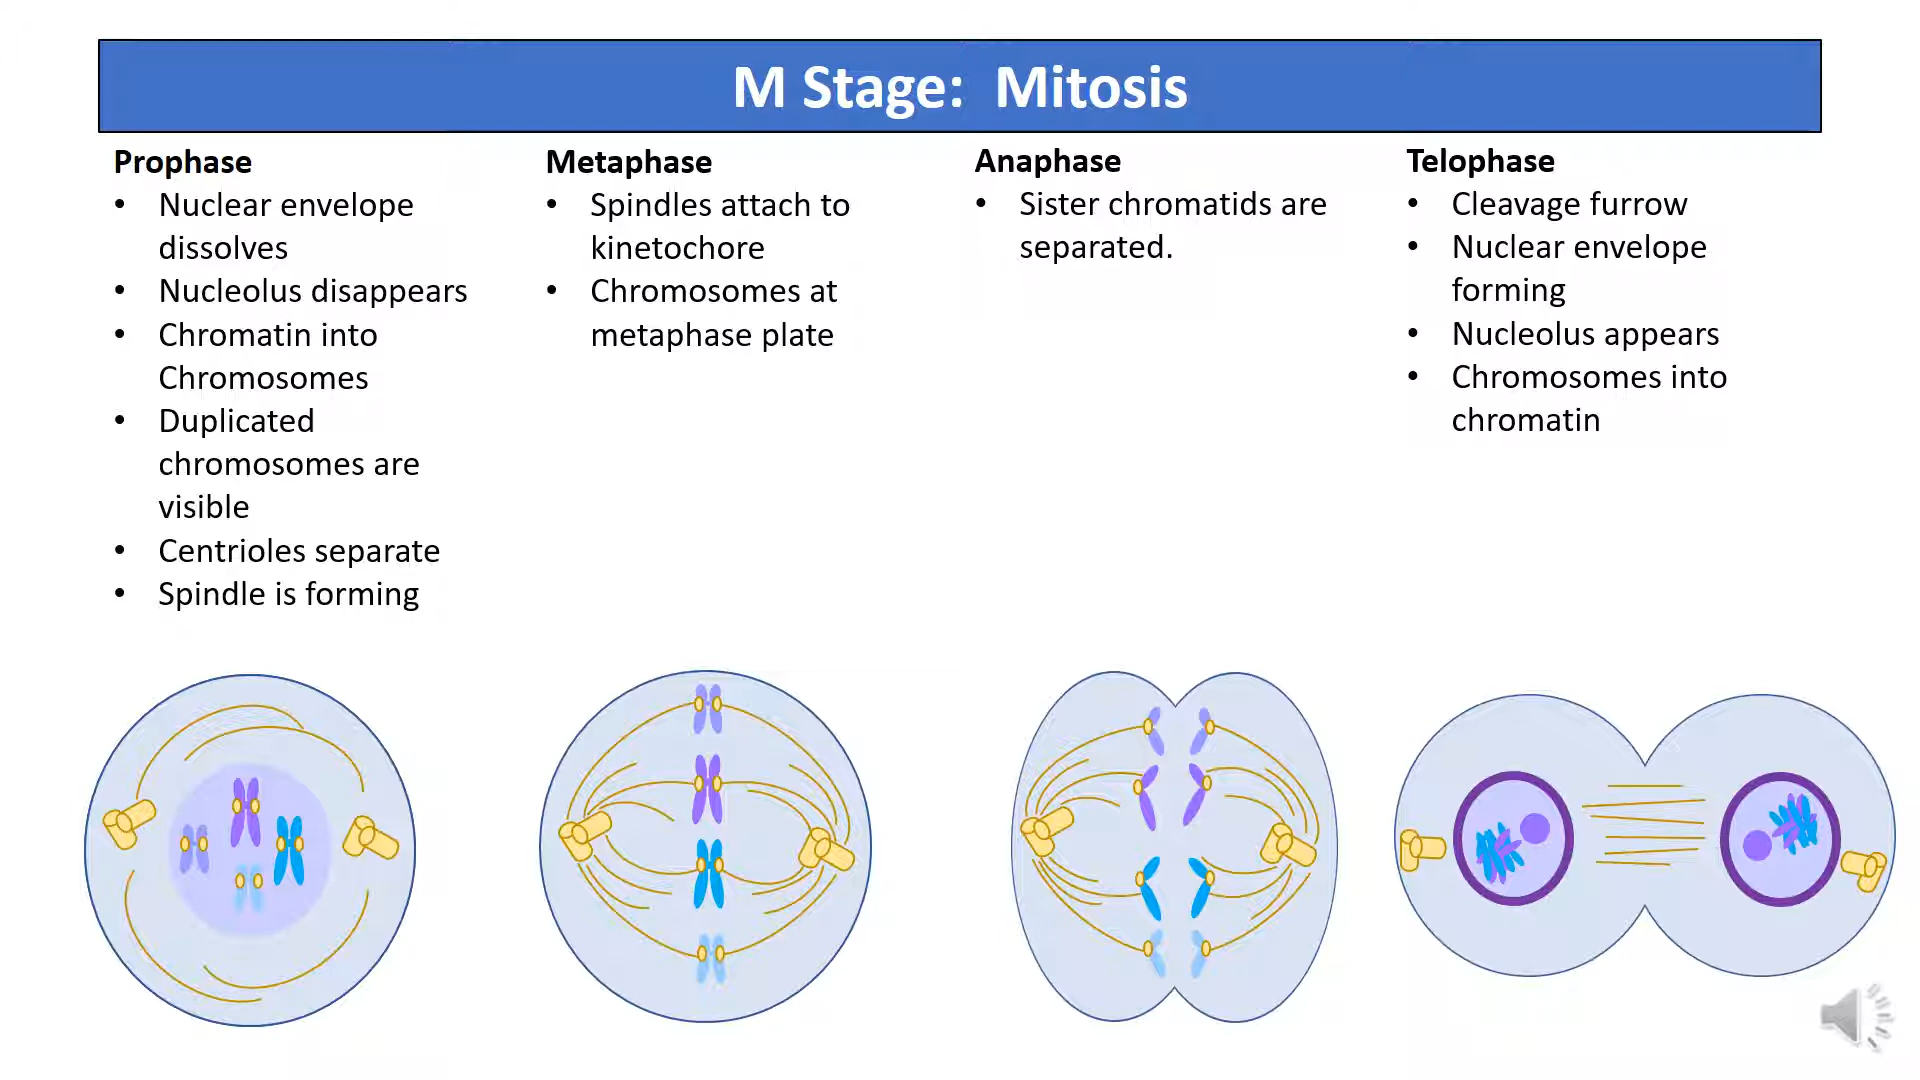 M Stage:  Mitosis
Prophase
• Nuclear envelope
dissolves
• Nucleolus disappears
• Chromatin into
Chromosomes
• Duplicated
chromosomes are
visible
• Centrioles separate
• Spindle is forming
Metaphase
• Spindles attach to
kinetochore
• Chromosomes at
metaphase plate
Anaphase
• Sister chromatids are
separated.
Telophase
• Cleavage furrow
• Nuclear envelope
forming
• Nucleolus appears
• Chromosomes into
chromatin